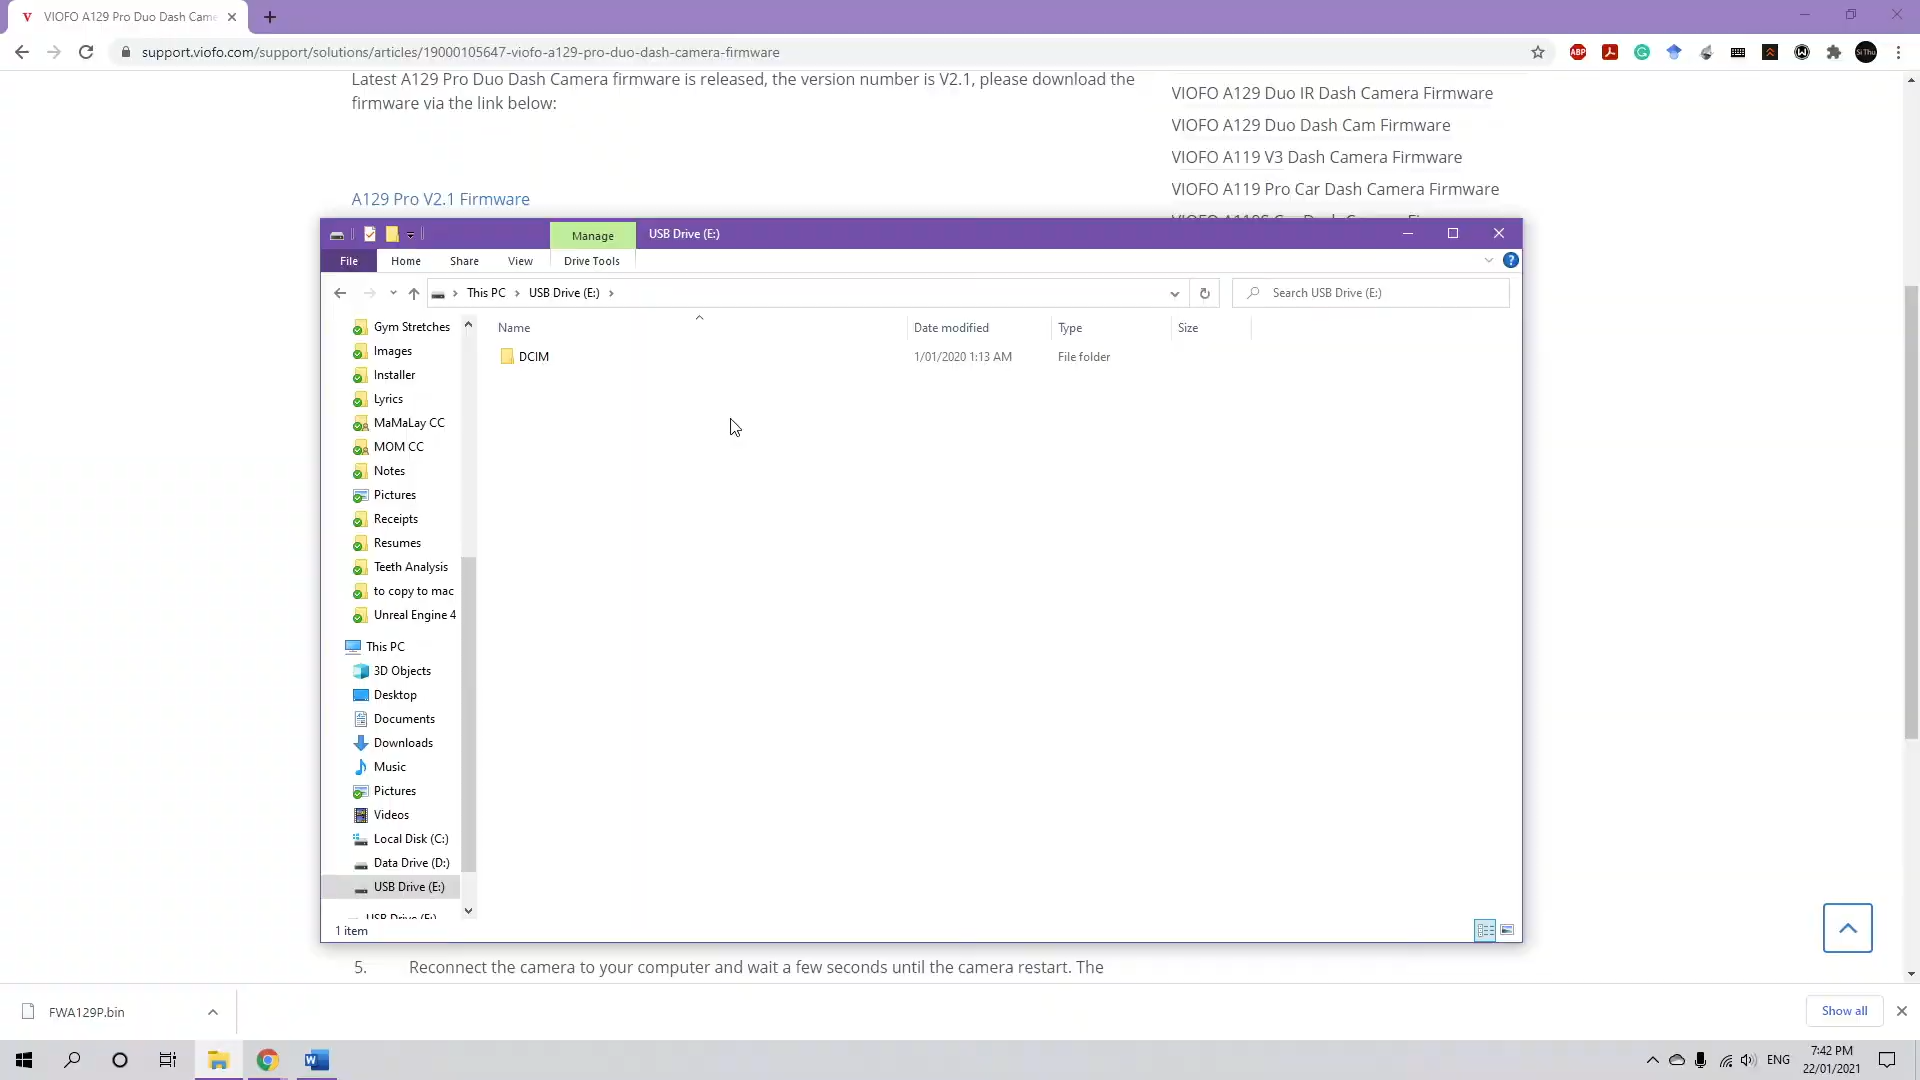 VIOFO A129 Pro Duo Dash Came
support.viofo.com/support/solutions/articles/19000105647-viofo-a129-pro-duo-dash-camera-firmware
ABP
Si Thu
Latest A129 Pro Duo Dash Camera firmware is released, the version number is V2.1, please download the
firmware via the link below:
A129 Pro V2.1 Firmware
VIOFO A129 Duo IR Dash Camera Firmware
VIOFO A129 Duo Dash Cam Firmware
VIOFO A119 V3 Dash Camera Firmware
VIOFO A119 Pro Car Dash Camera Firmware
Manage
USB Drive (E:)
File
Home
Share
View
Drive Tools
This PC
USB Drive (E:)
Search USB Drive (E:)
Name
Date modified
Type
Size
DCIM
1/01/2020 1:13 AM
File folder
Gym Stretches
Images
Installer
Lyrics
MaMaLay CC
MOM CC
Notes
Pictures
Receipts
Resumes
Teeth Analysis
to copy to mac
Unreal Engine 4
This PC
3D Objects
Desktop
Documents
Downloads
Music
Pictures
Videos
Local Disk (C:)
Data Drive (D:)
USB Drive (E:)
USB Drive (E:)
1 item
5. Reconnect the camera to your computer and wait a few seconds until the camera restart. The
FWA129P.bin
Show all
ENG
7:42 PM
22/01/2021